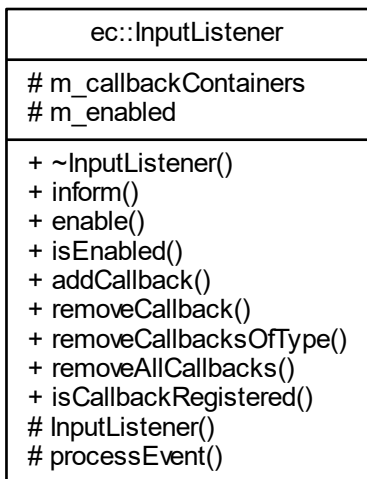 ec::InputListener
# m_callbackContainers
# m_enabled
+ ~InputListener()
+ inform()
+ enable()
+ isEnabled()
+ addCallback()
+ removeCallback()
+ removeCallbacksOfType()
+ removeAllCallbacks()
+ isCallbackRegistered()
# InputListener()
# processEvent()